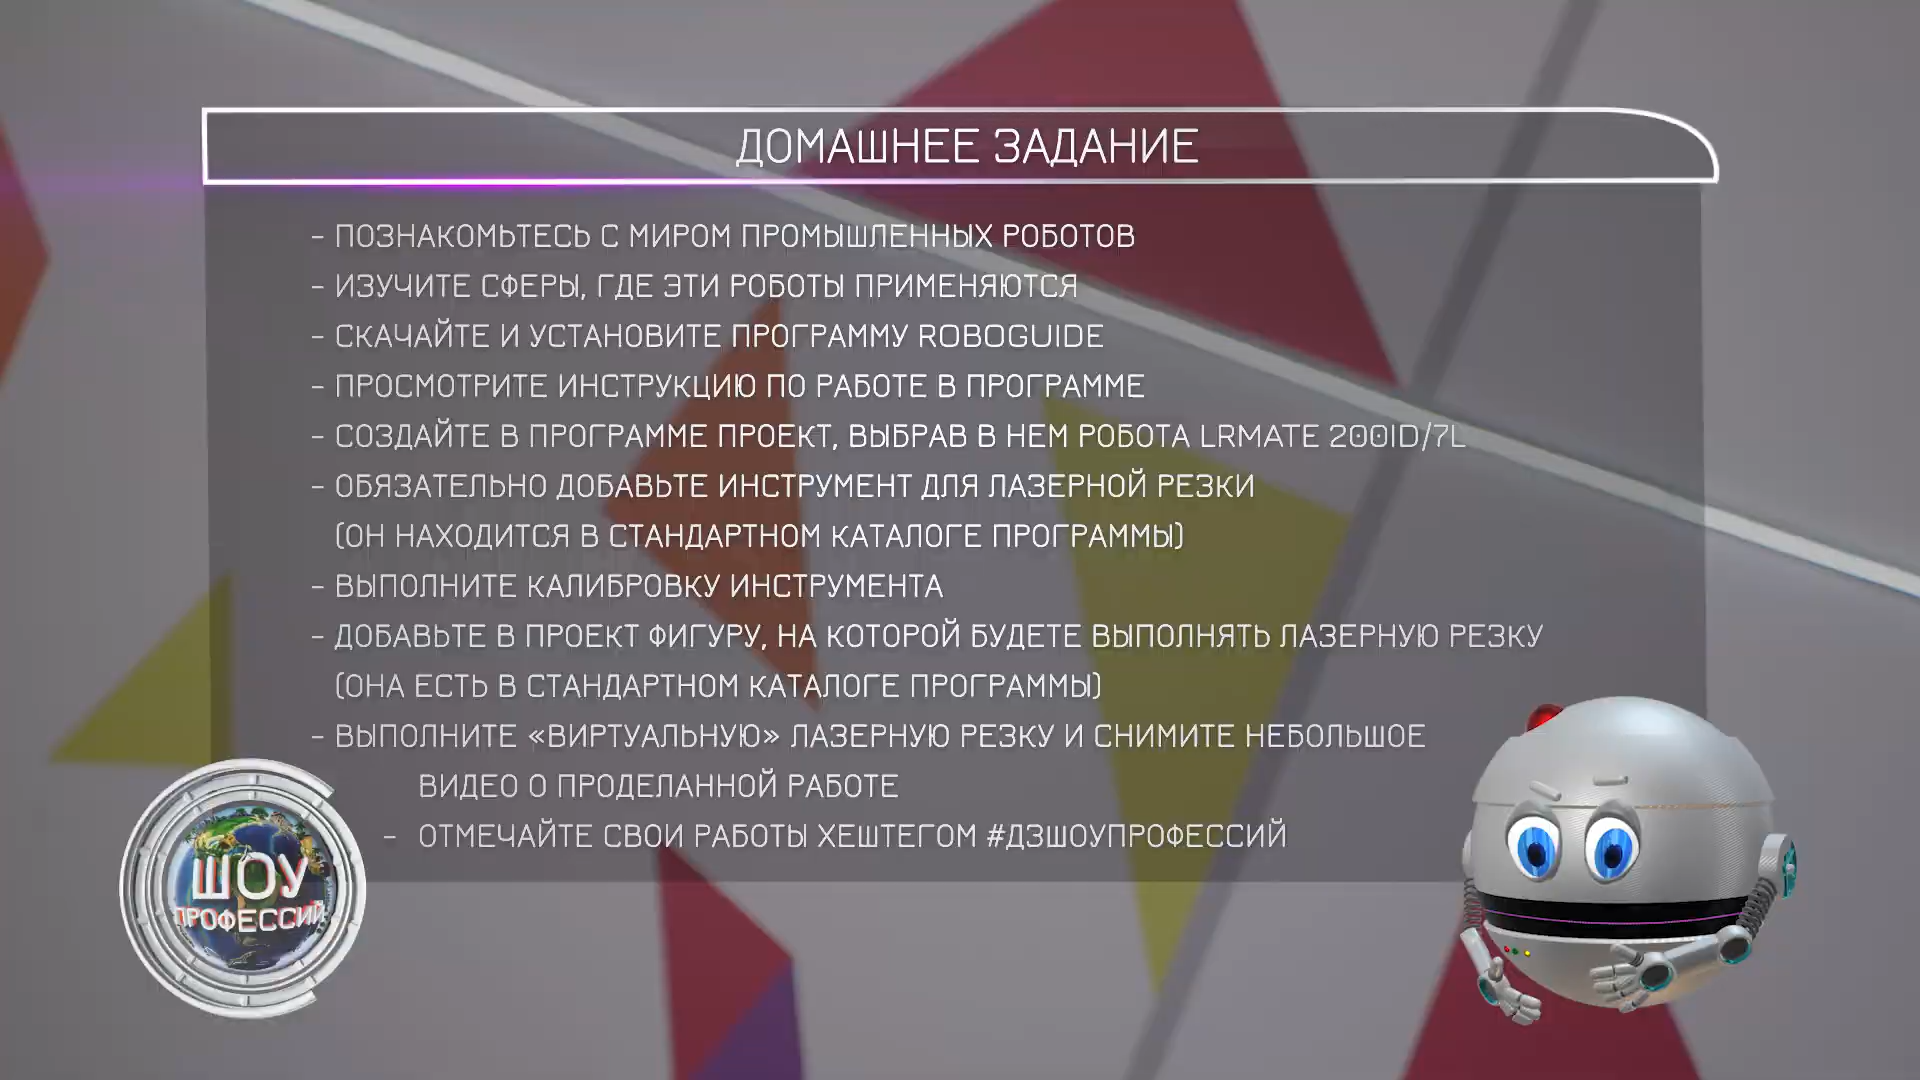 ДОМАШНЕЕ ЗАДАНИЕ
- ПОЗНАКОМЬТЕСЬ С МИРОМ ПРОМЫШЛЕННЫХ РОБОТОВ
- ИЗУЧИТЕ СФЕРЫ, ГДЕ ЭТИ РОБОТЫ ПРИМЕНЯЮТСЯ
- СКАЧАЙТЕ И УСТАНОВИТЕ ПРОГРАММУ ROBOGUIDE
- ПРОСМОТРИТЕ ИНСТРУКЦИЮ ПО РАБОТЕ В ПРОГРАММЕ
- СОЗДАЙТЕ В ПРОГРАММЕ ПРОЕКТ, ВЫБРАВ В НЕМ РОБОТА LRMATE 200ID/7L
- ОБЯЗАТЕЛЬНО ДОБАВЬТЕ ИНСТРУМЕНТ ДЛЯ ЛАЗЕРНОЙ РЕЗКИ
(ОН НАХОДИТСЯ В СТАНДАРТНОМ КАТАЛОГЕ ПРОГРАММЫ)
- ВЫПОЛНИТЕ КАЛИБРОВКУ ИНСТРУМЕНТА
- ДОБАВЬТЕ В ПРОЕКТ ФИГУРУ, НА КОТОРОЙ БУДЕТЕ ВЫПОЛНЯТЬ ЛАЗЕРНУЮ РЕЗКУ
(ОНА ЕСТЬ В СТАНДАРТНОМ КАТАЛОГЕ ПРОГРАММЫ)
- ВЫПОЛНИТЕ «ВИРТУАЛЬНУЮ» ЛАЗЕРНУЮ РЕЗКУ И СНИМИТЕ НЕБОЛЬШОЕ
ВИДЕО О ПРОДЕЛАННОЙ РАБОТЕ
- ОТМЕЧАЙТЕ СВОИ РАБОТЫ ХЕШТЕГОМ #ДЗШОУПРОФЕССИЙ
ШОУ
ПРОФЕССИЙ